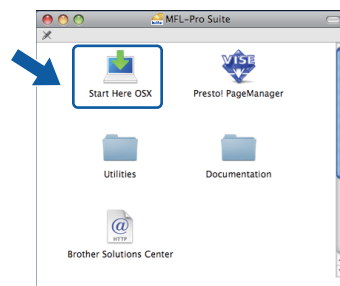 MFL-Pro Suite
Start Here OSX
Presto! PageManager
VISE
Utilities
Documentation
@
HTTP
Brother Solutions Center